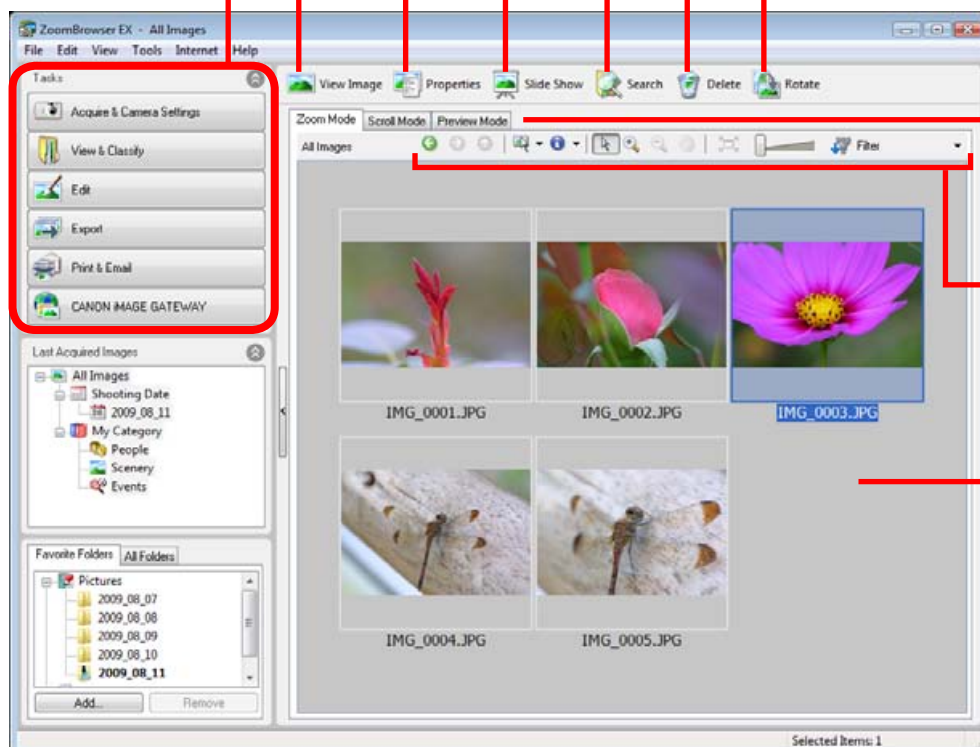 ZoomBrowser EX - All Images
File Edit View Tools Internet Help
Tasks
Acquire & Camera Settings
View & Classify
Edit
Export
Print & Email
CANON iMAGE GATEWAY
Last Acquired Images
All Images
Shooting Date
2009_08_11
My Category
People
Scenery
Events
Favorite Folders All Folders
Pictures
2009_08_07
2009_08_08
2009_08_09
2009_08_10
2009_08_11
Add... Remove
View Image Properties Slide Show Search Delete Rotate
Zoom Mode Scroll Mode Preview Mode
All Images Filter
IMG_0001.JPG IMG_0002.JPG IMG_0003.JPG
IMG_0004.JPG IMG_0005.JPG
Selected Items: 1